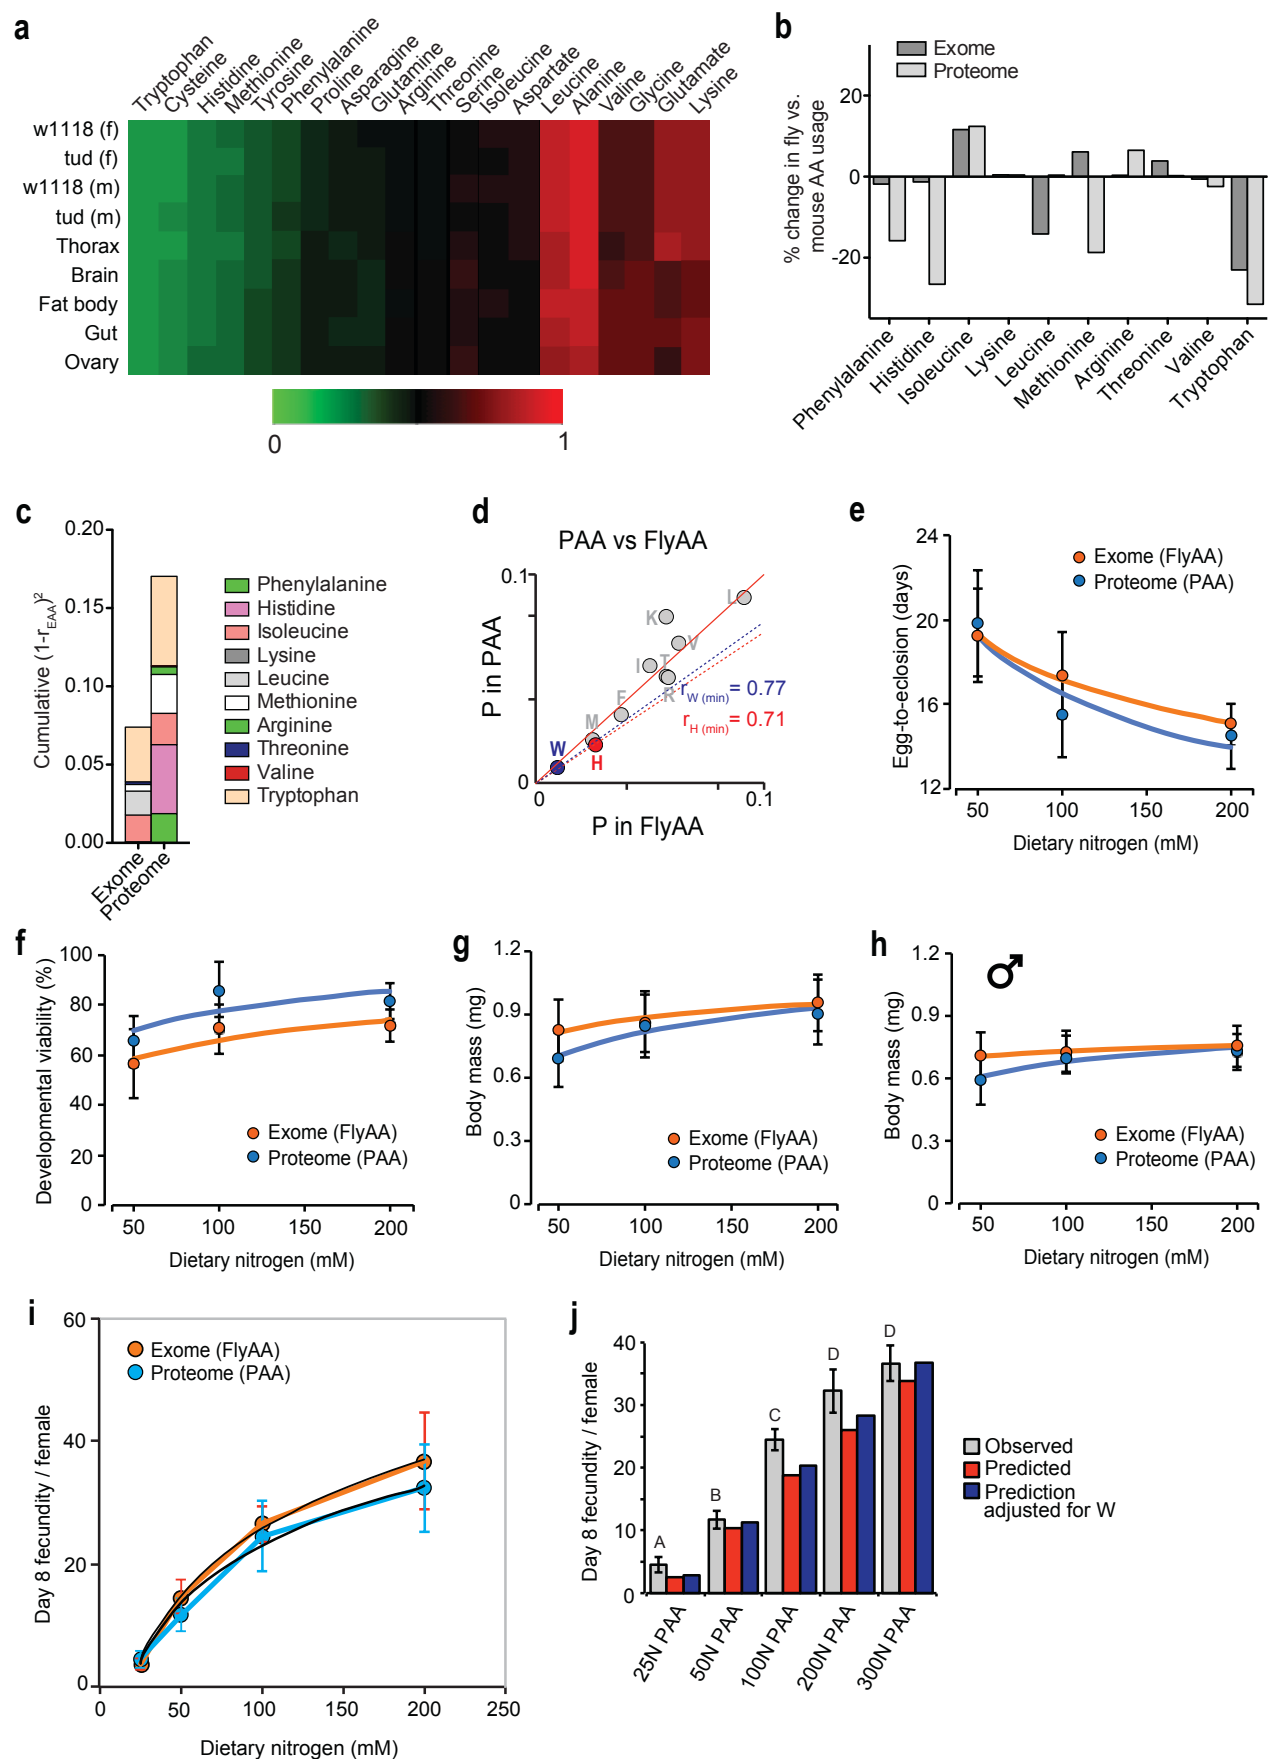 a
Tryptophan
Cysteine
Histidine
Methionine
Tyrosine
Phenylalanine
Proline
Asparagine
Glutamine
Arginine
Threonine
Serine
Isoleucine
Aspartate
Leucine
Alanine
Valine
Glycine
Glutamate
Lysine
w1118 (f)
tud (f)
w1118 (m)
tud (m)
Thorax
Brain
Fat body
Gut
Ovary
0
1
b
Exome
Proteome
% change in fly vs.
mouse AA usage
20
0
-20
Phenylalanine
Histidine
Isoleucine
Lysine
Leucine
Methionine
Arginine
Threonine
Valine
Tryptophan
c
Cumulative (1-rEAA)²
0.20
0.15
0.10
0.05
0.00
Exome
Proteome
Phenylalanine
Histidine
Isoleucine
Lysine
Leucine
Methionine
Arginine
Threonine
Valine
Tryptophan
d
PAA vs FlyAA
P in PAA
0.1
0
L
K
V
I
T
R
F
M
W
H
rW (min)= 0.77
rH (min)= 0.71
0
0.1
P in FlyAA
e
Egg-to-eclosion (days)
24
20
16
12
Exome (FlyAA)
Proteome (PAA)
50
100
150
200
Dietary nitrogen (mM)
f
Developmental viability (%)
100
80
60
40
20
0
Exome (FlyAA)
Proteome (PAA)
50
100
150
200
Dietary nitrogen (mM)
g
Body mass (mg)
1.2
0.9
0.6
0.3
0
Exome (FlyAA)
Proteome (PAA)
50
100
150
200
Dietary nitrogen (mM)
h
♂
Body mass (mg)
1.2
0.9
0.6
0.3
0
Exome (FlyAA)
Proteome (PAA)
50
100
150
200
Dietary nitrogen (mM)
i
Day 8 fecundity / female
60
40
20
0
Exome (FlyAA)
Proteome (PAA)
0
50
100
150
200
250
Dietary nitrogen (mM)
j
Day 8 fecundity / female
40
30
20
10
0
A
B
C
D
D
25N PAA
50N PAA
100N PAA
200N PAA
300N PAA
Observed
Predicted
Prediction
adjusted for W